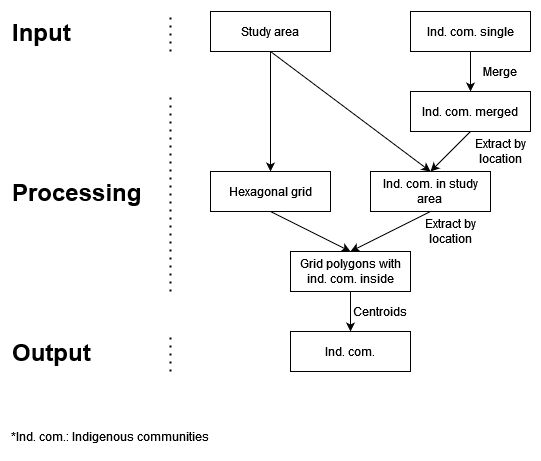 Input
Study area
Ind. com. single
Merge
Ind. com. merged
Extract by
location
Processing
Hexagonal grid
Ind. com. in study
area
Extract by
location
Grid polygons with
ind. com. inside
Centroids
Output
Ind. com.
*Ind. com.: Indigenous communities